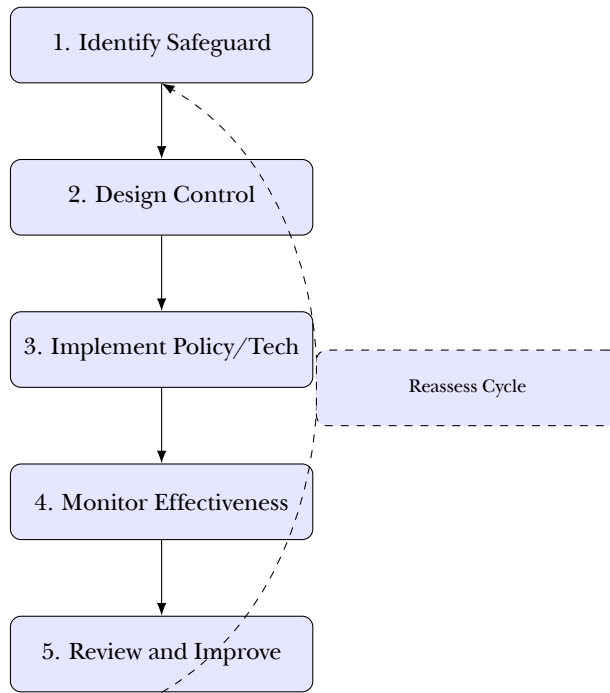 1. Identify Safeguard
2. Design Control
3. Implement Policy/Tech
Reassess Cycle
4. Monitor Effectiveness
5. Review and Improve